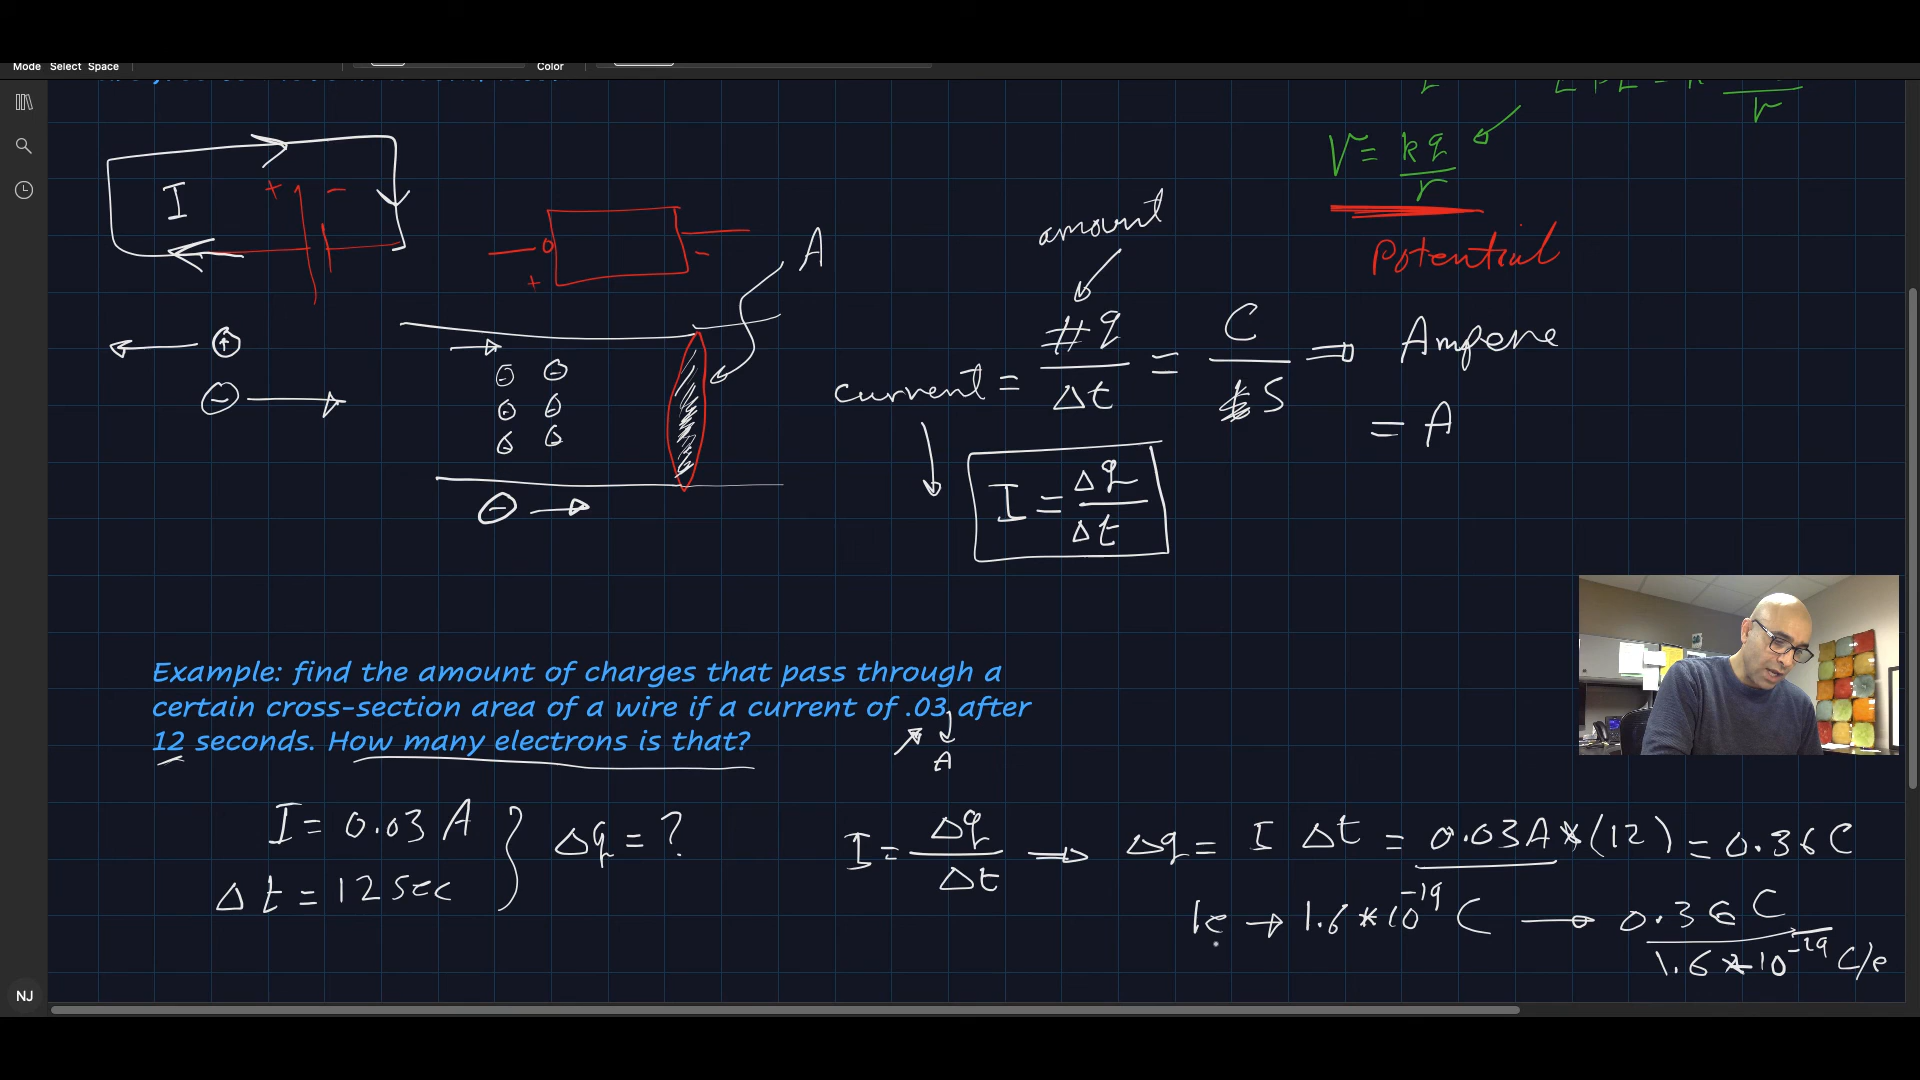 Mode Select Space Color
V = kq / r
Potential
I
+ -
+ -
A
amount
current = #q / Δt = C / S ⇒ Ampere
= A
I = Δq / Δt
Example: find the amount of charges that pass through a
certain cross-section area of a wire if a current of .03 after
12 seconds. How many electrons is that?
A
I = 0.03 A
Δt = 12 sec
Δq = ?
I = Δq / Δt → Δq = I Δt = 0.03A * (12) = 0.36 C
1e → 1.6 * 10^-19 C → 0.36 C / 1.6 * 10^-19 C/e
NJ